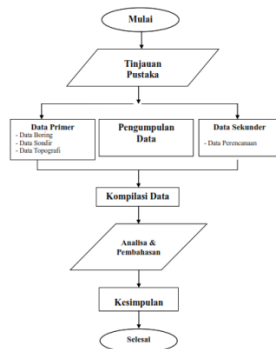 Mulai
Tinjauan
Pustaka
Data Primer
- Data Boring
- Data Sondir
- Data Topografi
Pengumpulan
Data
Data Sekunder
- Data Perencanaan
Kompilasi Data
Analisa &
Pembahasan
Kesimpulan
Selesai